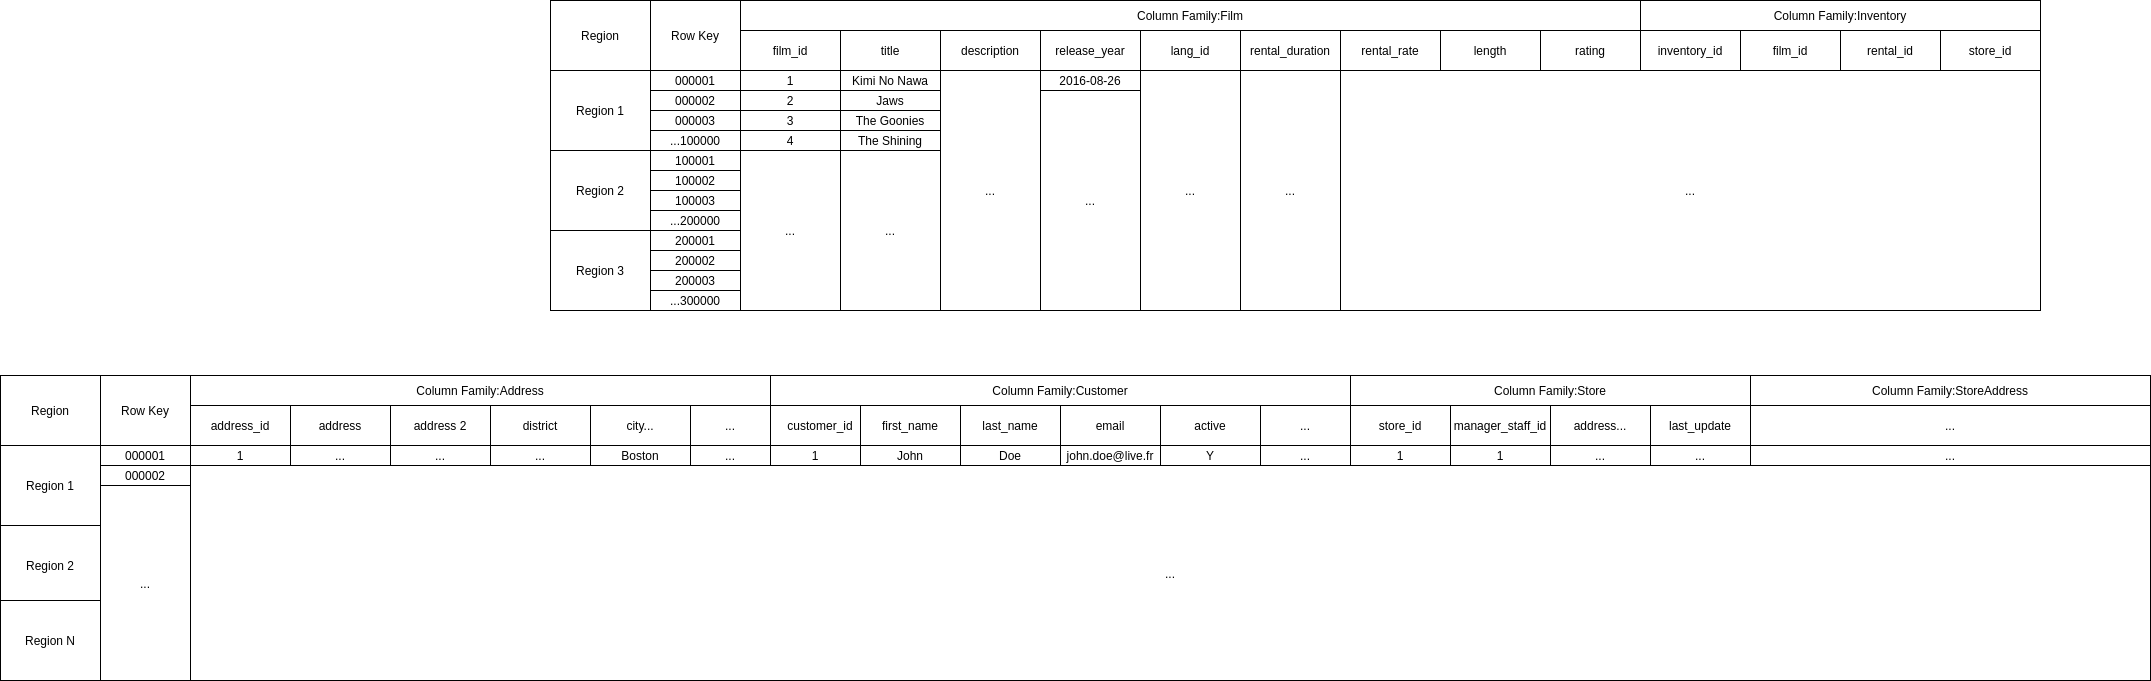 Region Row Key Column Family:Film Column Family:Inventory
film_id title description release_year lang_id rental_duration rental_rate length rating inventory_id film_id rental_id store_id
Region 1
000001 1 Kimi No Nawa 2016-08-26
000002 2 Jaws
000003 3 The Goonies
...100000 4 The Shining
Region 2
100001
100002
100003
...200000
... ... ... ... ... ... ...
Region 3
200001
200002
200003
...300000
Region Row Key Column Family:Address Column Family:Customer Column Family:Store Column Family:StoreAddress
address_id address address 2 district city... ... customer_id first_name last_name email active ... store_id manager_staff_id address... last_update ...
Region 1
000001 1 ... ... ... Boston ... 1 John Doe john.doe@live.fr Y ... 1 1 ... ... ...
000002
Region 2
... ...
Region N